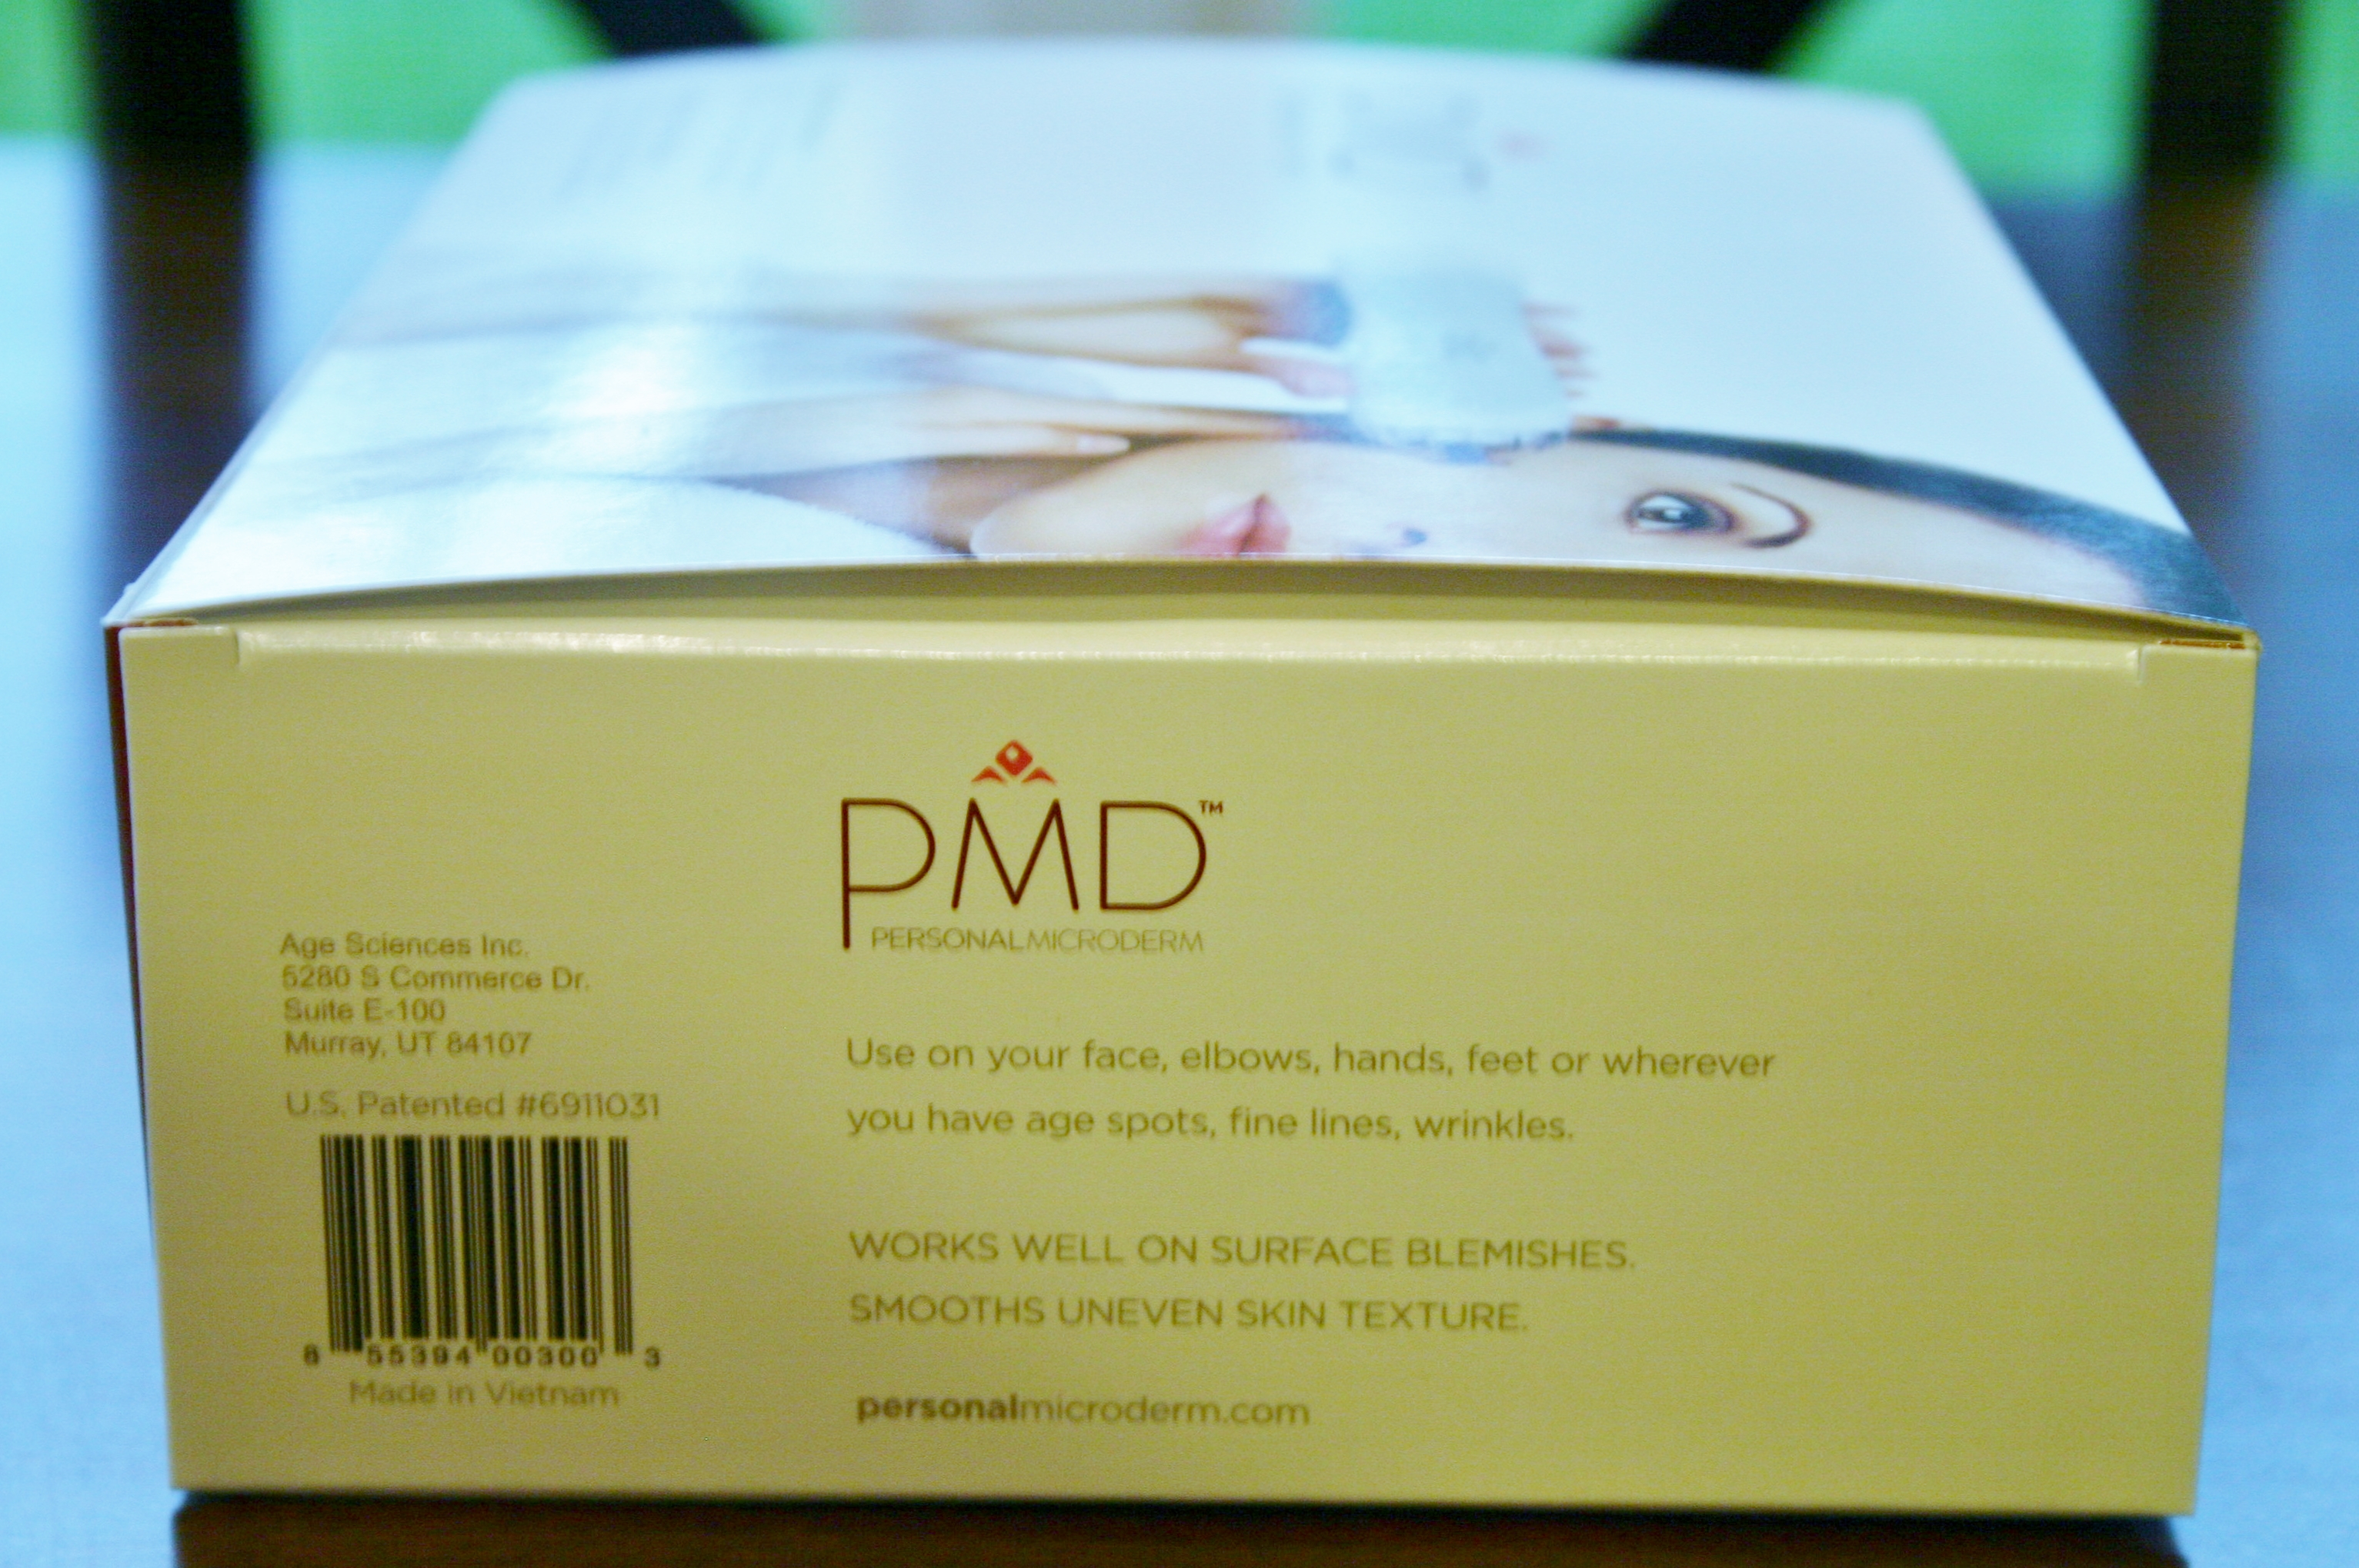 PMD™
PERSONALMICRODERM
Age Sciences Inc.
5280 S Commerce Dr.
Suite E-100
Murray, UT 84107
U.S. Patented #6911031
8 55394 00300 3
Made in Vietnam
Use on your face, elbows, hands, feet or wherever
you have age spots, fine lines, wrinkles.
WORKS WELL ON SURFACE BLEMISHES.
SMOOTHS UNEVEN SKIN TEXTURE.
personalmicroderm.com